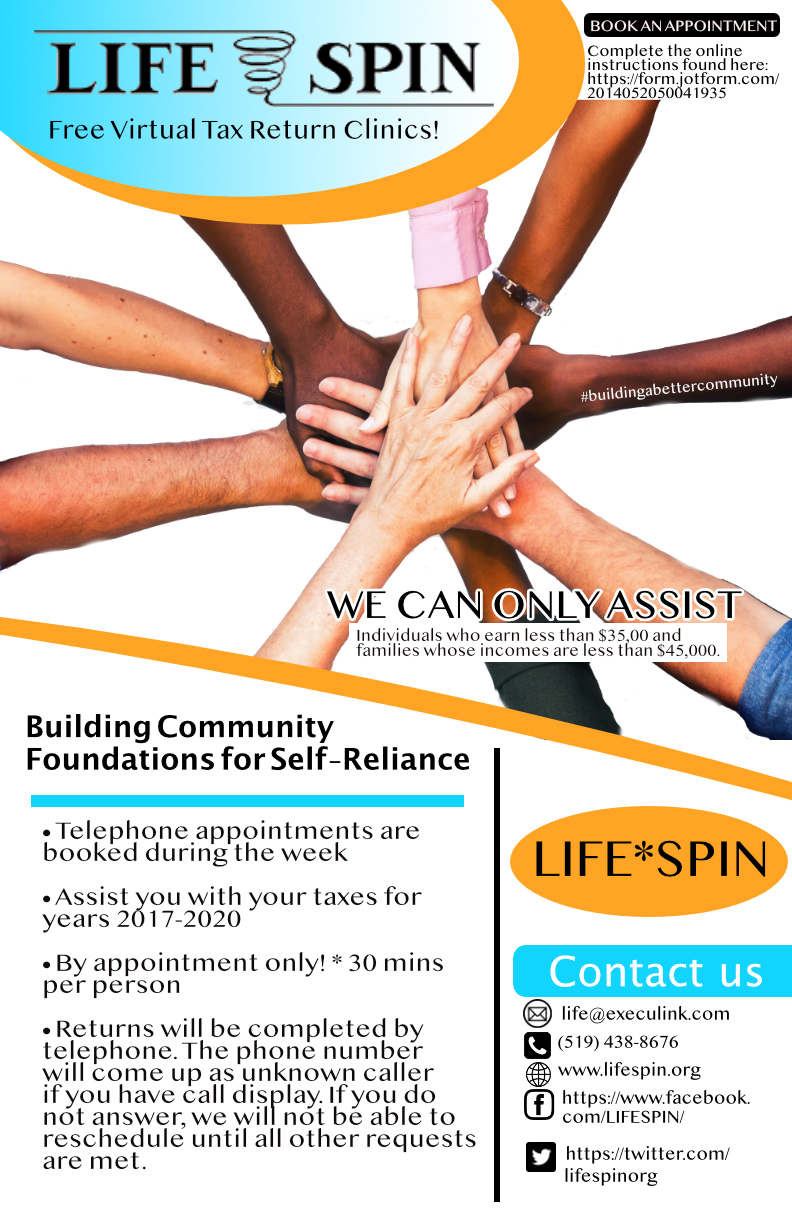 LIFE SPIN
Free Virtual Tax Return Clinics!
BOOK AN APPOINTMENT
Complete the online
instructions found here:
https://form.jotform.com/
2014052050041935
#buildingabettercommunity
WE CAN ONLY ASSIST
Individuals who earn less than $35,00 and
families whose incomes are less than $45,000.
Building Community
Foundations for Self-Reliance
• Telephone appointments are
booked during the week
• Assist you with your taxes for
years 2017-2020
• By appointment only! * 30 mins
per person
• Returns will be completed by
telephone. The phone number
will come up as unknown caller
if you have call display. If you do
not answer, we will not be able to
reschedule until all other requests
are met.
LIFE*SPIN
Contact us
life@execulink.com
(519) 438-8676
www.lifespin.org
https://www.facebook.
com/LIFESPIN/
https://twitter.com/
lifespinorg